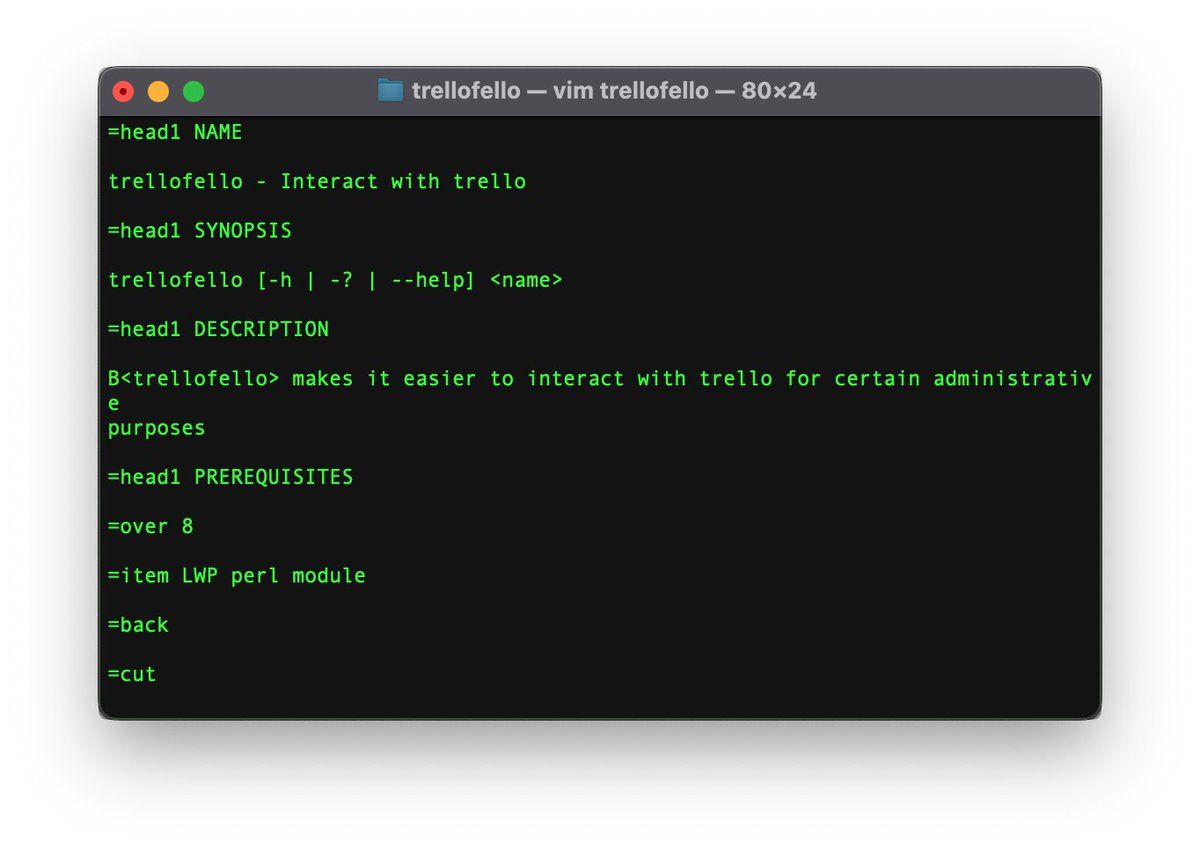 trellofello — vim trellofello — 80×24
=head1 NAME
trellofello - Interact with trello
=head1 SYNOPSIS
trellofello [-h | -? | --help] <name>
=head1 DESCRIPTION
B<trellofello> makes it easier to interact with trello for certain administrativ
e
purposes
=head1 PREREQUISITES
=over 8
=item LWP perl module
=back
=cut